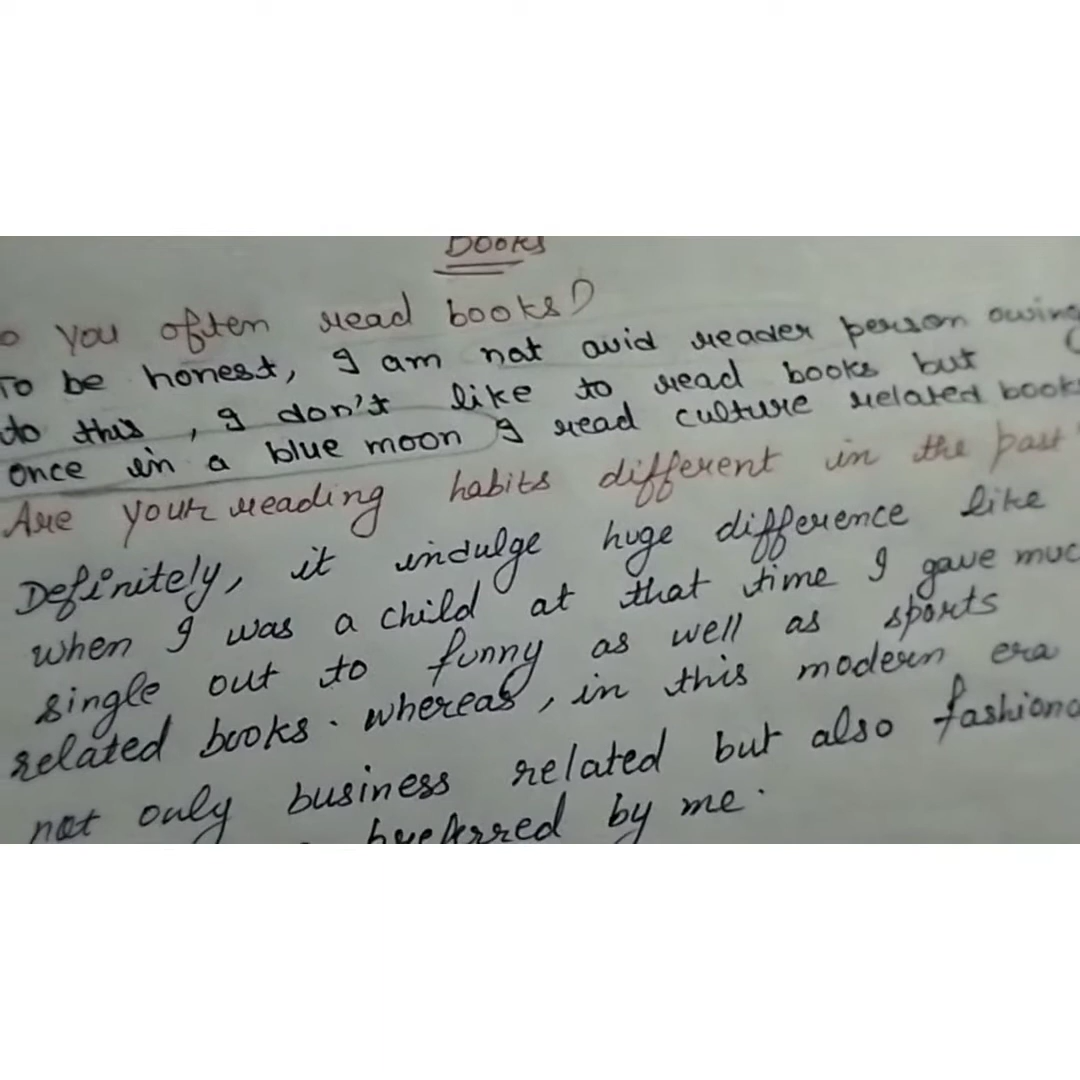 Books
o you often read books?
To be honest, I am not avid reader person owing
to this, I don't like to read books but
once in a blue moon I read culture related book
Are your reading habits different in the past
Definitely, it indulge huge difference like
when I was a child at that time I gave muc
single out to funny as well as sports
related books. whereas, in this modern era
not only business related but also fashiona
preferred by me.